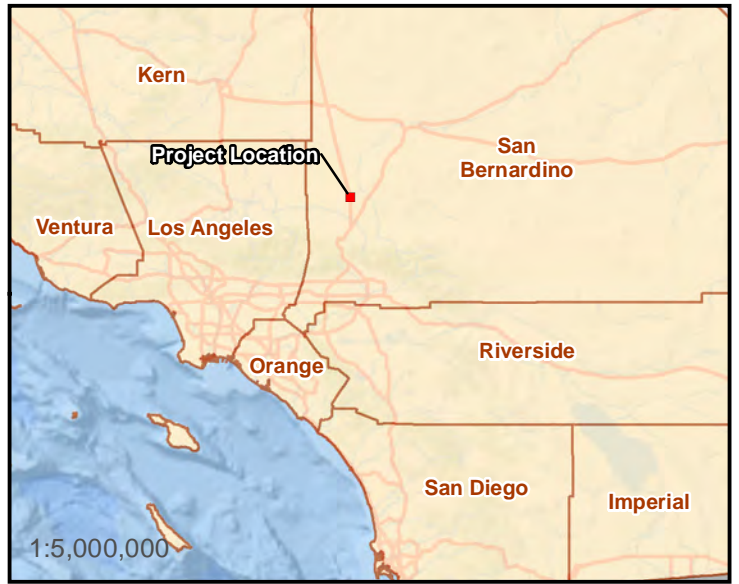 Kern
San
Bernardino
Project Location
Ventura
Los Angeles
Orange
Riverside
San Diego
Imperial
1:5,000,000